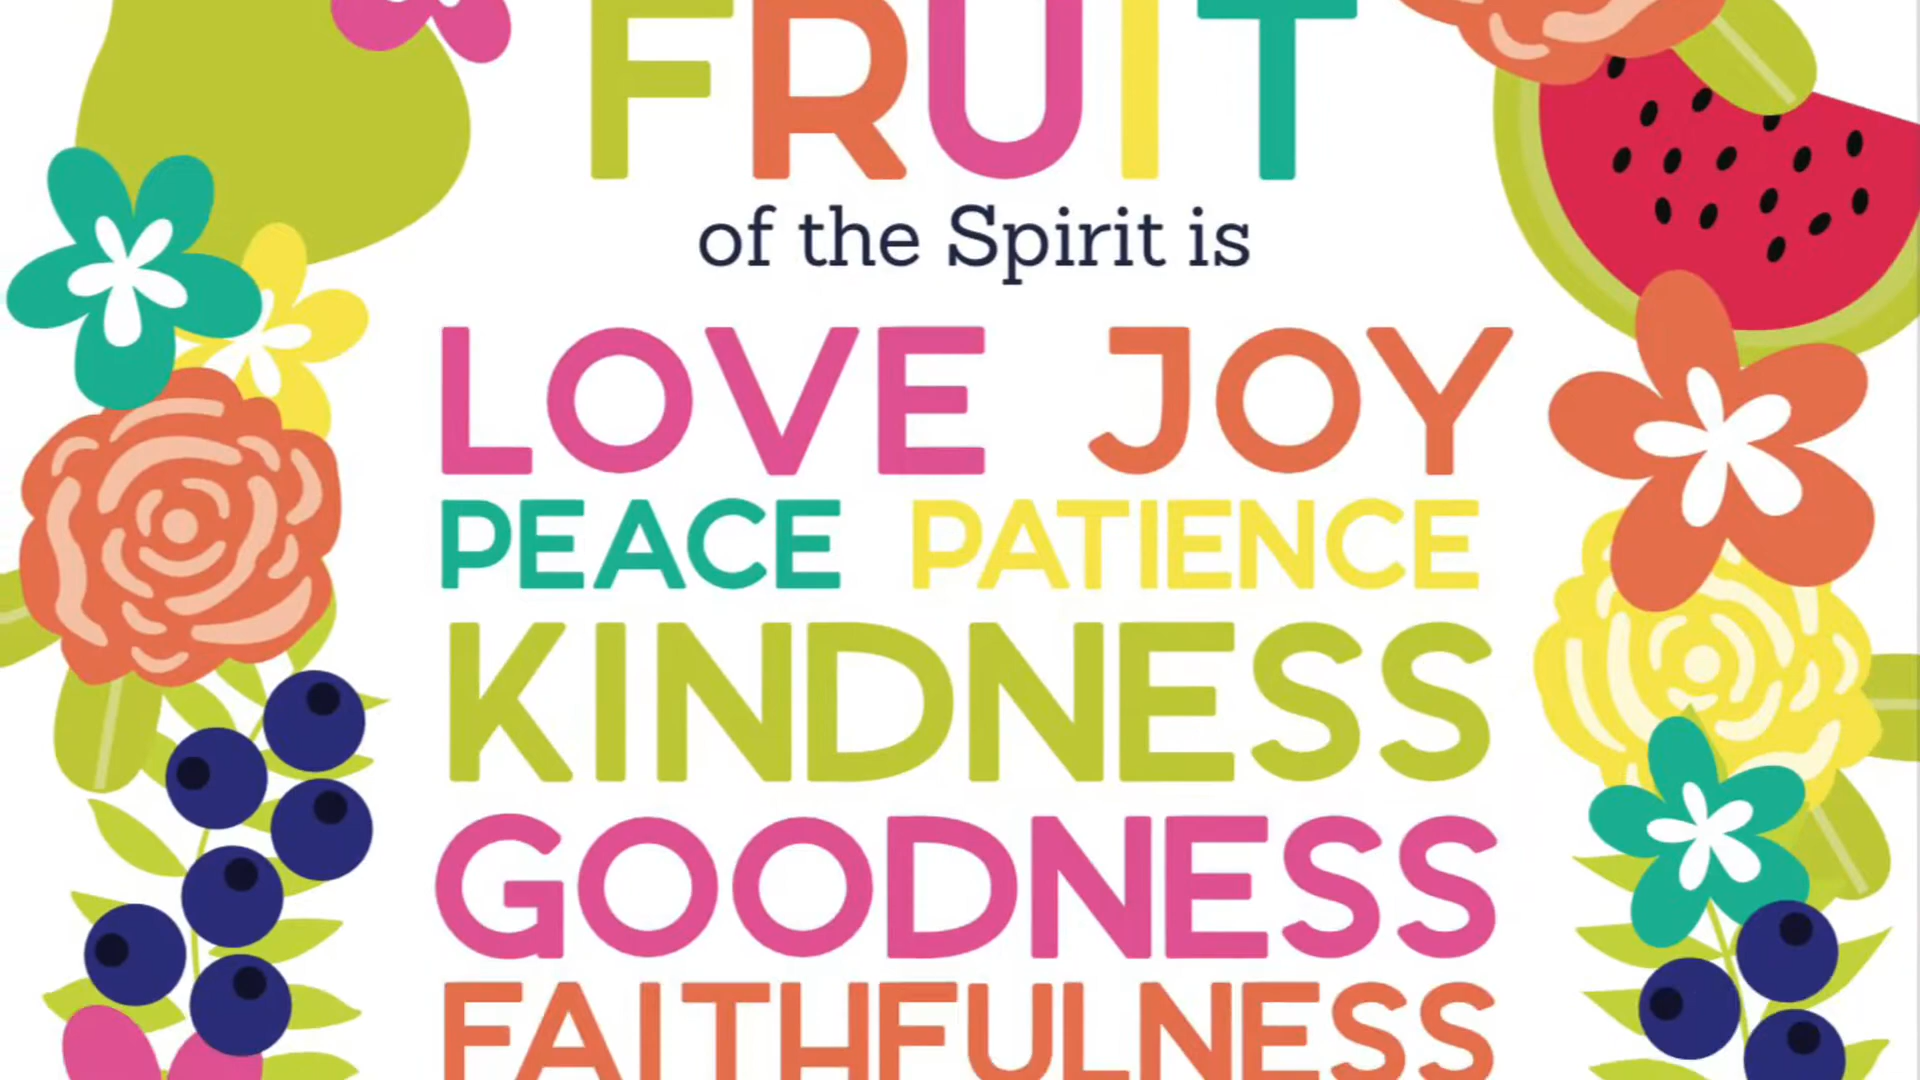 FRUIT
of the Spirit is
LOVE JOY
PEACE PATIENCE
KINDNESS
GOODNESS
FAITHFULNESS